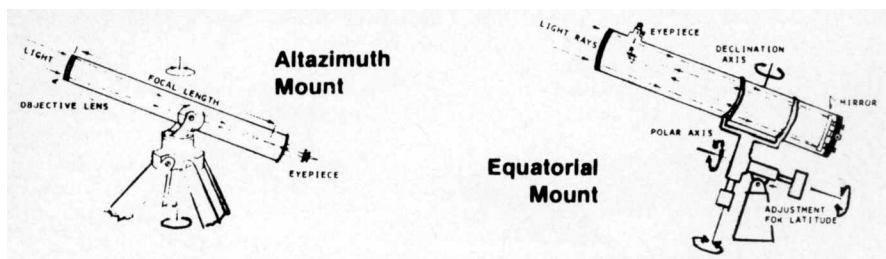 LIGHT
FOCAL LENGTH
OBJECTIVE LENS
EYEPIECE
Altazimuth
Mount
LIGHT RAYS
EYEPIECE
DECLINATION
AXIS
MIRROR
POLAR AXIS
Equatorial
Mount
ADJUSTMENT
FOR LATITUDE